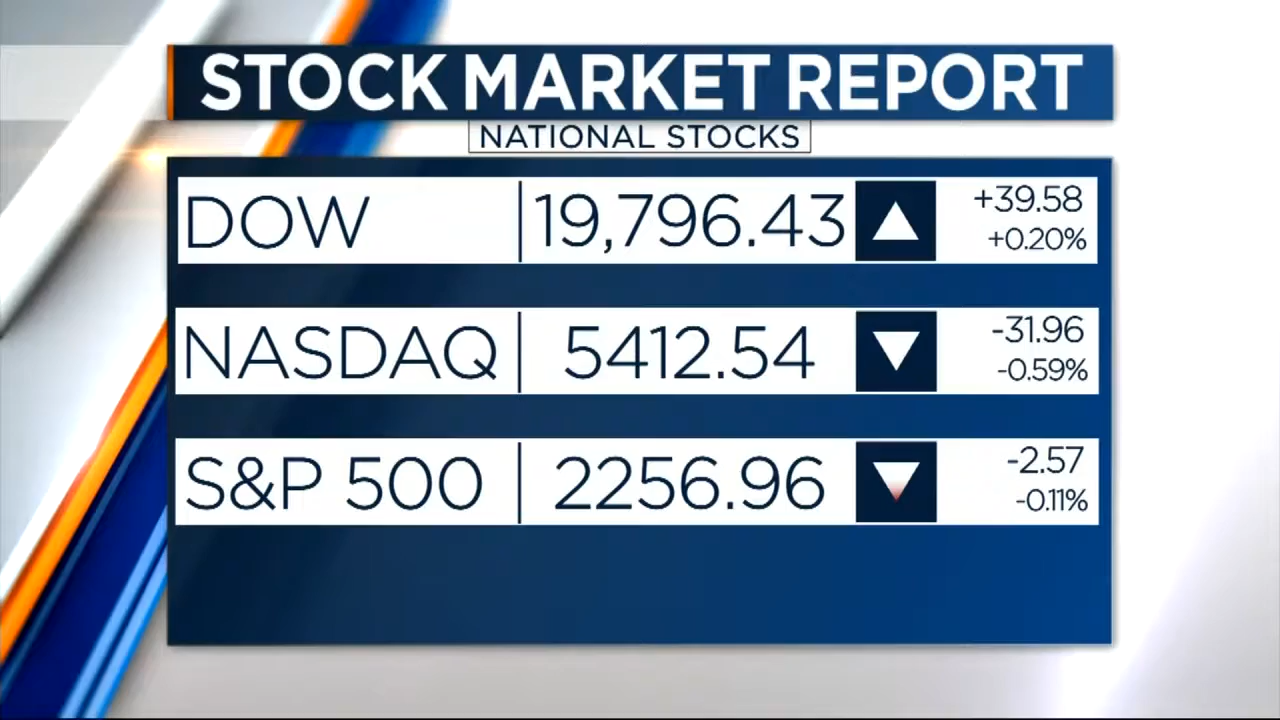 STOCK MARKET REPORT
NATIONAL STOCKS
DOW 19,796.43 +39.58
+0.20%
NASDAQ 5412.54 -31.96
-0.59%
S&P 500 2256.96 -2.57
-0.11%